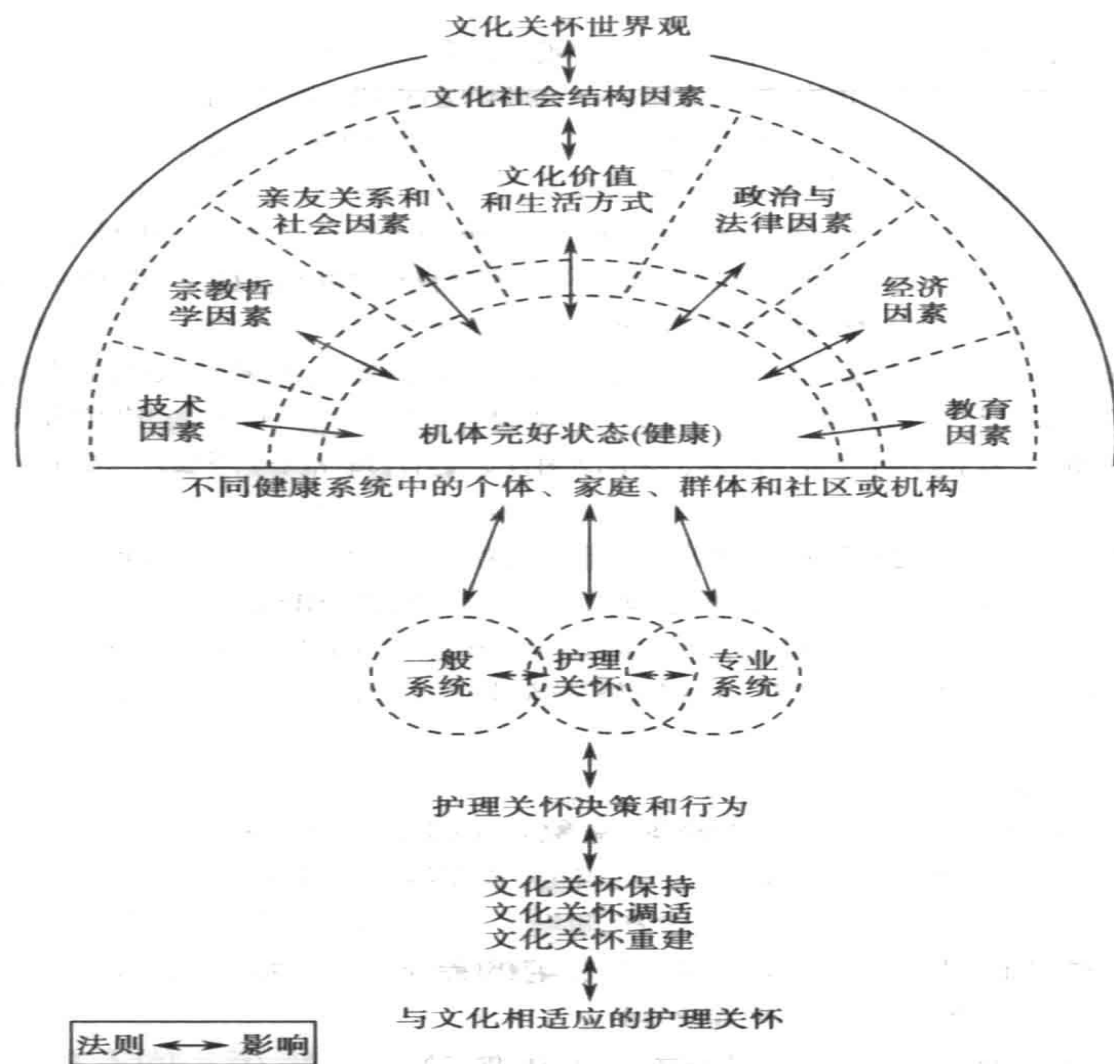 文化关怀世界观
文化社会结构因素
文化价值
和生活方式
亲友关系和
社会因素
政治与
法律因素
宗教哲
学因素
经济
因素
技术
因素
教育
因素
机体完好状态(健康)
不同健康系统中的个体、家庭、群体和社区或机构
一般
系统
护理
关怀
专业
系统
护理关怀决策和行为
文化关怀保持
文化关怀调适
文化关怀重建
与文化相适应的护理关怀
法则 影响